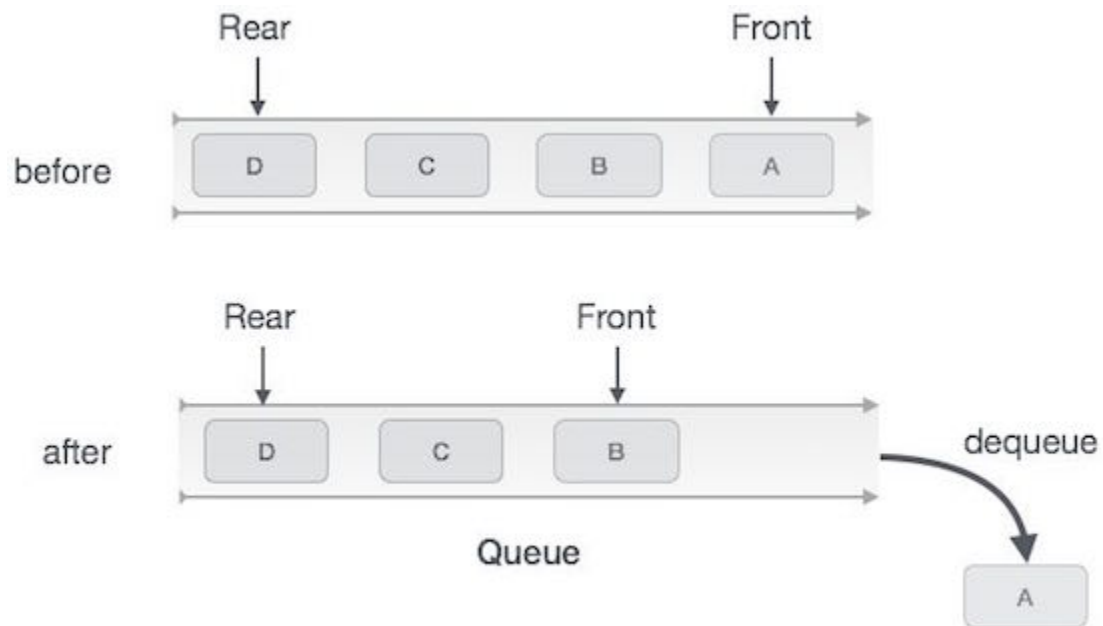 Rear Front
before D C B A
Rear Front
after D C B dequeue
Queue
A